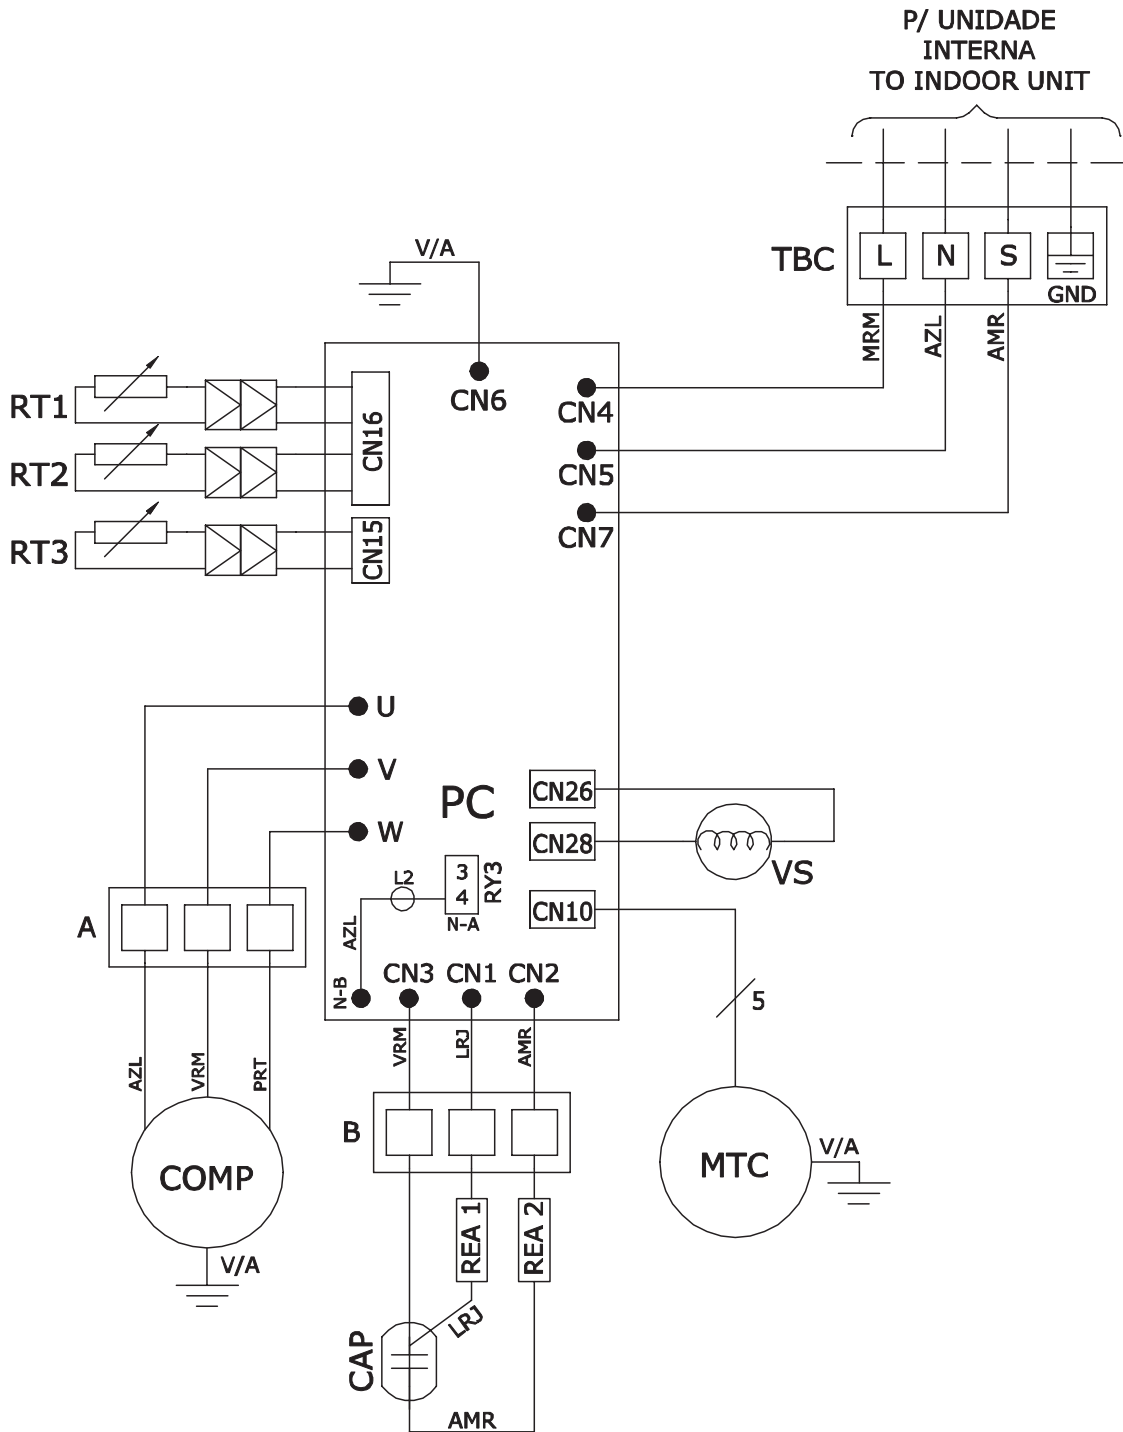 P/ UNIDADE
INTERNA
TO INDOOR UNIT
TBC
L N S
GND
MRM
AZL
AMR
V/A
CN6
CN4
CN5
CN7
RT1
RT2
RT3
CN16
CN15
U
V
W
PC
CN26
CN28
CN10
VS
L2
3
4
RY3
N-A
AZL
N-B
CN3 CN1 CN2
A
VRM
LRJ
AMR
5
AZL
VRM
PRT
B
COMP
V/A
MTC
V/A
REA 1
REA 2
LRJ
CAP
AMR